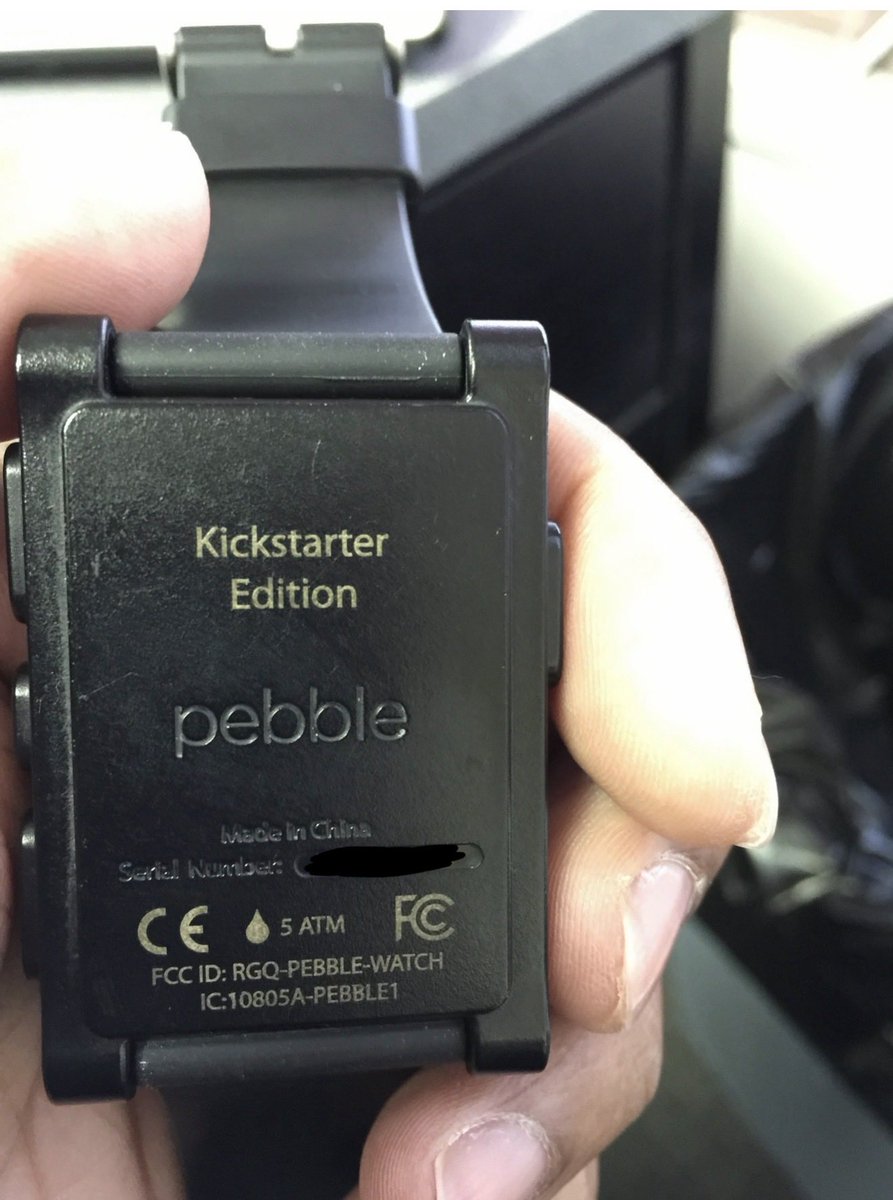 Kickstarter
Edition
pebble
Made in China
Serial Number:
CE 5 ATM FC
FCC ID: RGQ-PEBBLE-WATCH
IC:10805A-PEBBLE1